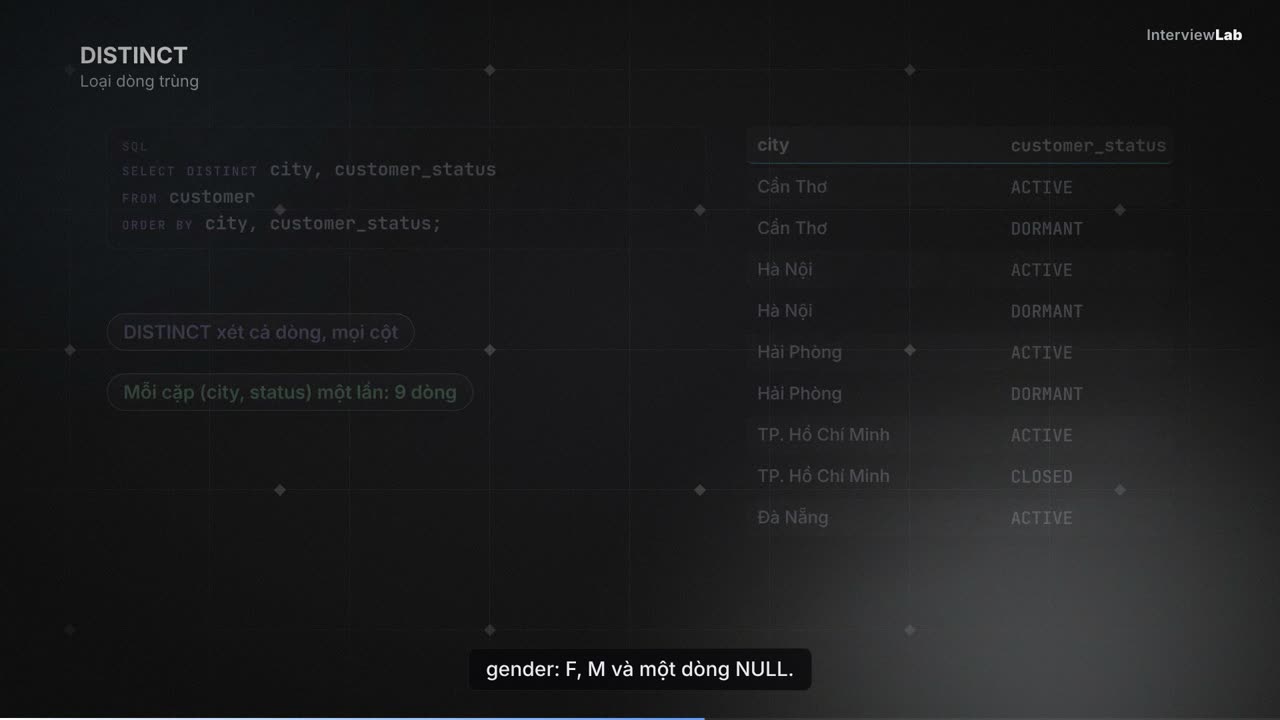 DISTINCT
Loại dòng trùng
InterviewLab
SQL
SELECT DISTINCT city, customer_status
FROM customer
ORDER BY city, customer_status;
DISTINCT xét cả dòng, mọi cột
Mỗi cặp (city, status) một lần: 9 dòng
city customer_status
Cần Thơ ACTIVE
Cần Thơ DORMANT
Hà Nội ACTIVE
Hà Nội DORMANT
Hải Phòng ACTIVE
Hải Phòng DORMANT
TP. Hồ Chí Minh ACTIVE
TP. Hồ Chí Minh CLOSED
Đà Nẵng ACTIVE
gender: F, M và một dòng NULL.